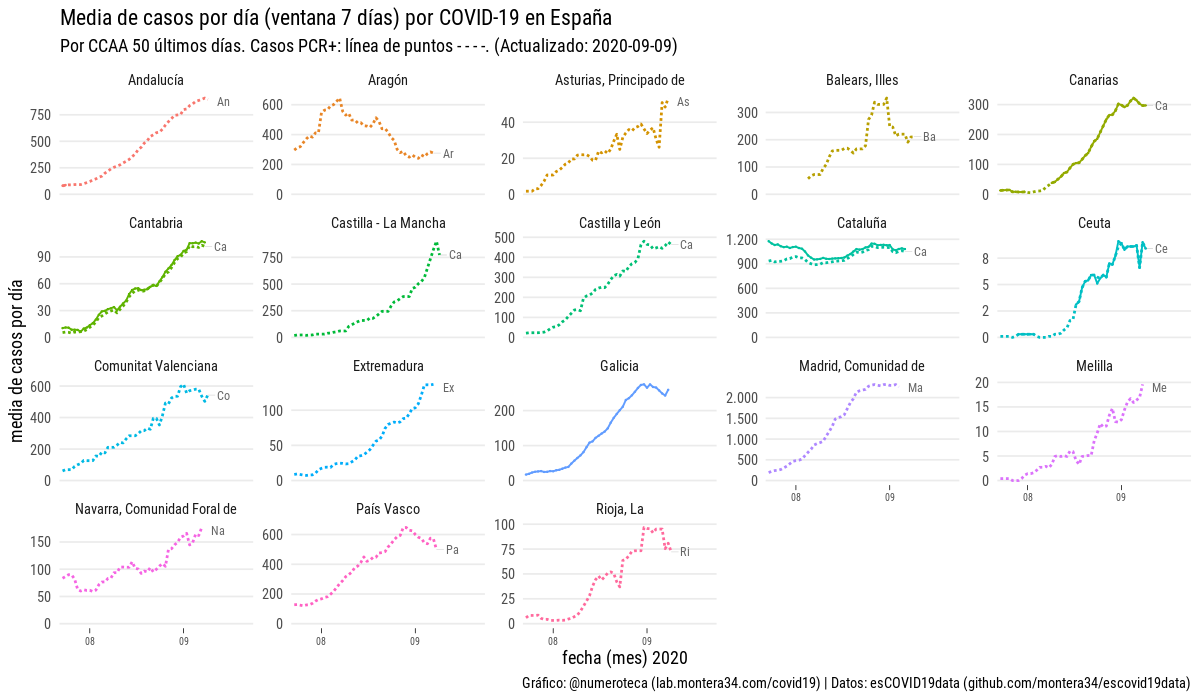 Media de casos por día (ventana 7 días) por COVID-19 en España
Por CCAA 50 últimos días. Casos PCR+: línea de puntos - - - -. (Actualizado: 2020-09-09)
media de casos por día
Andalucía
750
500
250
0
An
Aragón
600
400
200
0
Ar
Asturias, Principado de
40
20
0
As
Balears, Illes
300
200
100
0
Ba
Canarias
300
200
100
0
Ca
Cantabria
90
60
30
0
Ca
Castilla - La Mancha
750
500
250
0
Ca
Castilla y León
500
400
300
200
100
0
Ca
Cataluña
1.200
900
600
300
0
Ca
Ceuta
8
5
2
0
Ce
Comunitat Valenciana
600
400
200
0
Co
Extremadura
100
50
0
Ex
Galicia
200
100
0
Madrid, Comunidad de
2.000
1.500
1.000
500
0
Ma
08
09
Melilla
20
15
10
5
0
Me
08
09
Navarra, Comunidad Foral de
150
100
50
0
Na
08
09
País Vasco
600
400
200
0
Pa
08
09
Rioja, La
100
75
50
25
0
Ri
08
09
fecha (mes) 2020
Gráfico: @numeroteca (lab.montera34.com/covid19) | Datos: esCOVID19data (github.com/montera34/escovid19data)